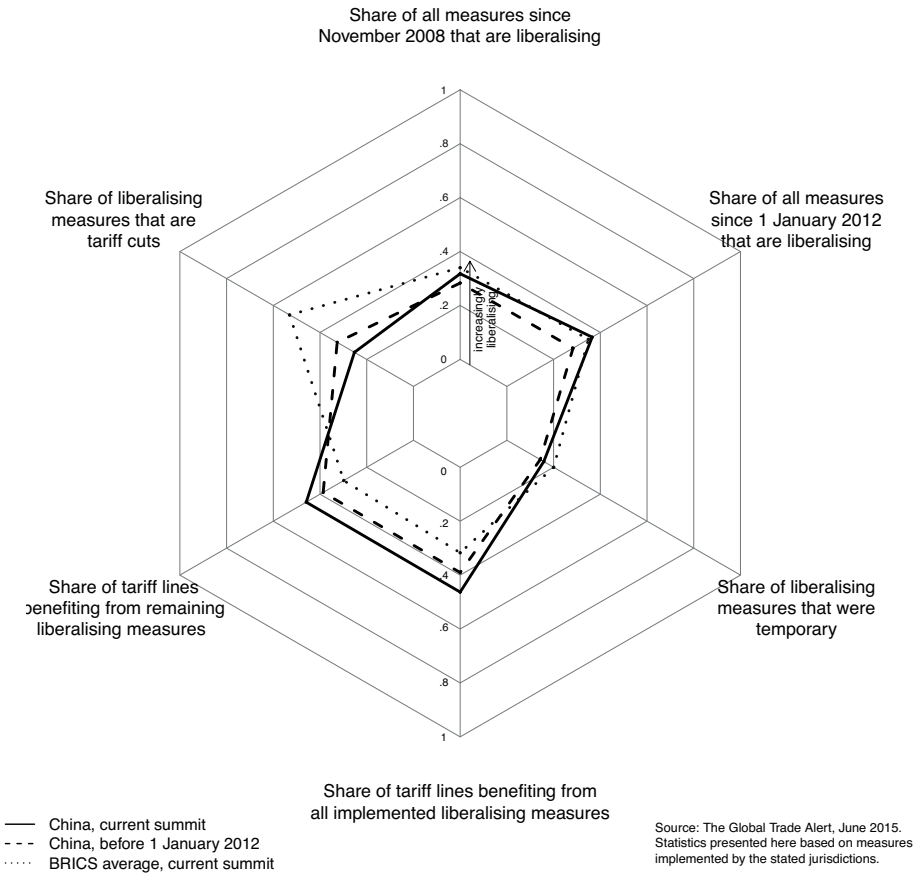 Share of all measures since
November 2008 that are liberalising
1
.8
.6
.4
.2
0
increasingly
liberalising
Share of liberalising
measures that are
tariff cuts
Share of all measures
since 1 January 2012
that are liberalising
0
.2
.4
.6
.8
1
Share of tariff lines
benefiting from remaining
liberalising measures
Share of liberalising
measures that were
temporary
Share of tariff lines benefiting from
all implemented liberalising measures
China, current summit
China, before 1 January 2012
BRICS average, current summit
Source: The Global Trade Alert, June 2015.
Statistics presented here based on measures
implemented by the stated jurisdictions.